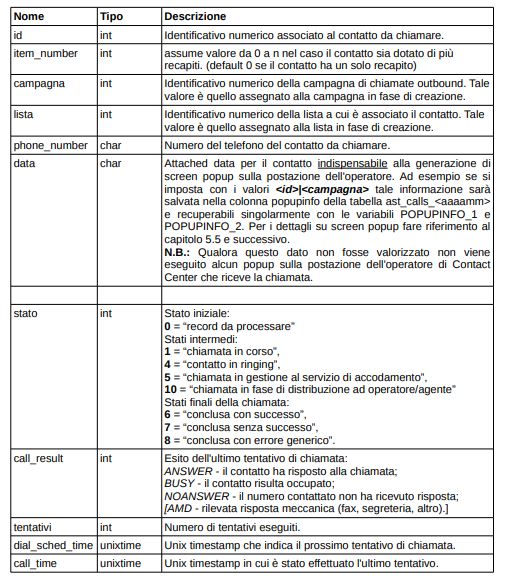 Nome Tipo Descrizione
id int Identificativo numerico associato al contatto da chiamare.
item_number int assume valore da 0 a n nel caso il contatto sia dotato di più
recapiti. (default 0 se il contatto ha un solo recapito)
campagna int Identificativo numerico della campagna di chiamate outbound. Tale
valore è quello assegnato alla campagna in fase di creazione.
lista int Identificativo numerico della lista a cui è associato il contatto. Tale
valore è quello assegnato alla lista in fase di creazione.
phone_number char Numero del telefono del contatto da chiamare.
data char Attached data per il contatto indispensabile alla generazione di
screen popup sulla postazione dell'operatore. Ad esempio se si
imposta con i valori <id>|<campagna> tale informazione sarà
salvata nella colonna popupinfo della tabella ast_calls_<aaaamm>
e recuperabili singolarmente con le variabili POPUPINFO_1 e
POPUPINFO_2. Per i dettagli su screen popup fare riferimento al
capitolo 5.5 e successivo.
N.B.: Qualora questo dato non fosse valorizzato non viene
eseguito alcun popup sulla postazione dell'operatore di Contact
Center che riceve la chiamata.
stato int Stato iniziale:
0 = “record da processare”
Stati intermedi:
1 = “chiamata in corso”,
4 = “contatto in ringing”,
5 = “chiamata in gestione al servizio di accodamento”,
10 = “chiamata in fase di distribuzione ad operatore/agente”
Stati finali della chiamata:
6 = “conclusa con successo”,
7 = “conclusa senza successo”,
8 = “conclusa con errore generico”.
call_result int Esito dell'ultimo tentativo di chiamata:
ANSWER - il contatto ha risposto alla chiamata;
BUSY - il contatto risulta occupato;
NOANSWER - il numero contattato non ha ricevuto risposta;
[AMD - rilevata risposta meccanica (fax, segreteria, altro).]
tentativi int Numero di tentativi eseguiti.
dial_sched_time unixtime Unix timestamp che indica il prossimo tentativo di chiamata.
call_time unixtime Unix timestamp in cui è stato effettuato l'ultimo tentativo.